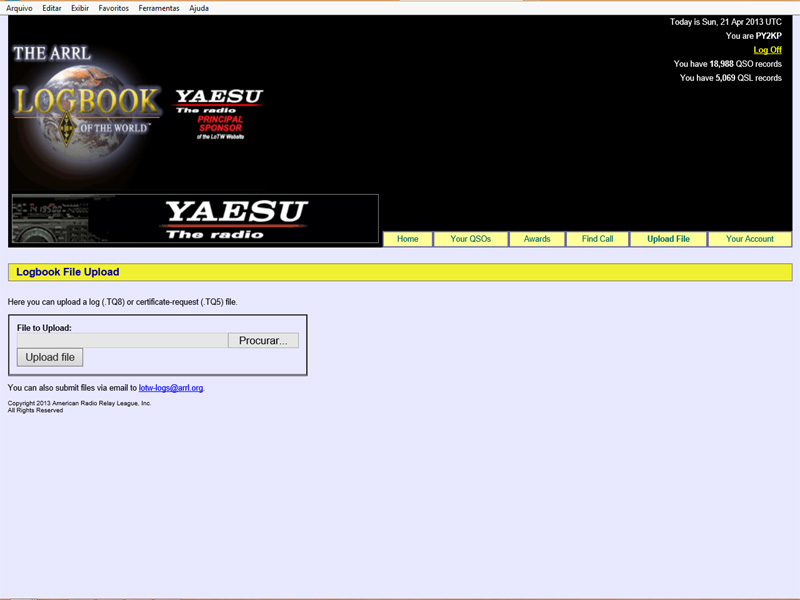 Arquivo Editar Exibir Favoritos Ferramentas Ajuda
Today is Sun, 21 Apr 2013 UTC
You are PY2KP
Log Off
You have 18,988 QSO records
You have 5,069 QSL records
THE ARRL
LOGBOOK
OF THE WORLD™
YAESU
The radio
PRINCIPAL
SPONSOR
of the LoTW Website
YAESU
The radio
Home Your QSOs Awards Find Call Upload File Your Account
Logbook File Upload
Here you can upload a log (.TQ8) or certificate-request (.TQ5) file.
File to Upload:
Procurar...
Upload file
You can also submit files via email to lotw-logs@arrl.org.
Copyright 2013 American Radio Relay League, Inc.
All Rights Reserved